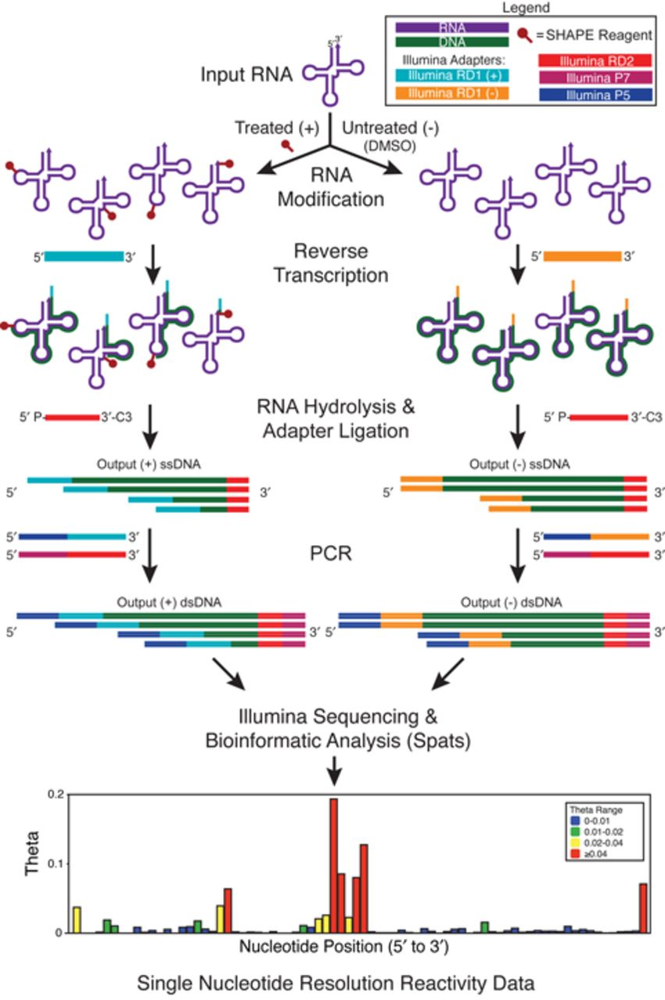 Legend
RNA
DNA
= SHAPE Reagent
Illumina Adapters:
Illumina RD1 (+)
Illumina RD1 (-)
Illumina RD2
Illumina P7
Illumina P5
5′ 3′
Input RNA
Treated (+)
Untreated (-)
(DMSO)
RNA
Modification
5′ 3′
Reverse
Transcription
5′ 3′
5′ P- 3′-C3
RNA Hydrolysis &
Adapter Ligation
5′ P- 3′-C3
Output (+) ssDNA
5′ 3′
Output (-) ssDNA
5′ 3′
5′ 3′
5′ 3′
PCR
5′ 3′
5′ 3′
Output (+) dsDNA
5′ 3′
Output (-) dsDNA
5′ 3′
Illumina Sequencing &
Bioinformatic Analysis (Spats)
0.2
0.1
0
Theta
Theta Range
0-0.01
0.01-0.02
0.02-0.04
≥0.04
Nucleotide Position (5′ to 3′)
Single Nucleotide Resolution Reactivity Data